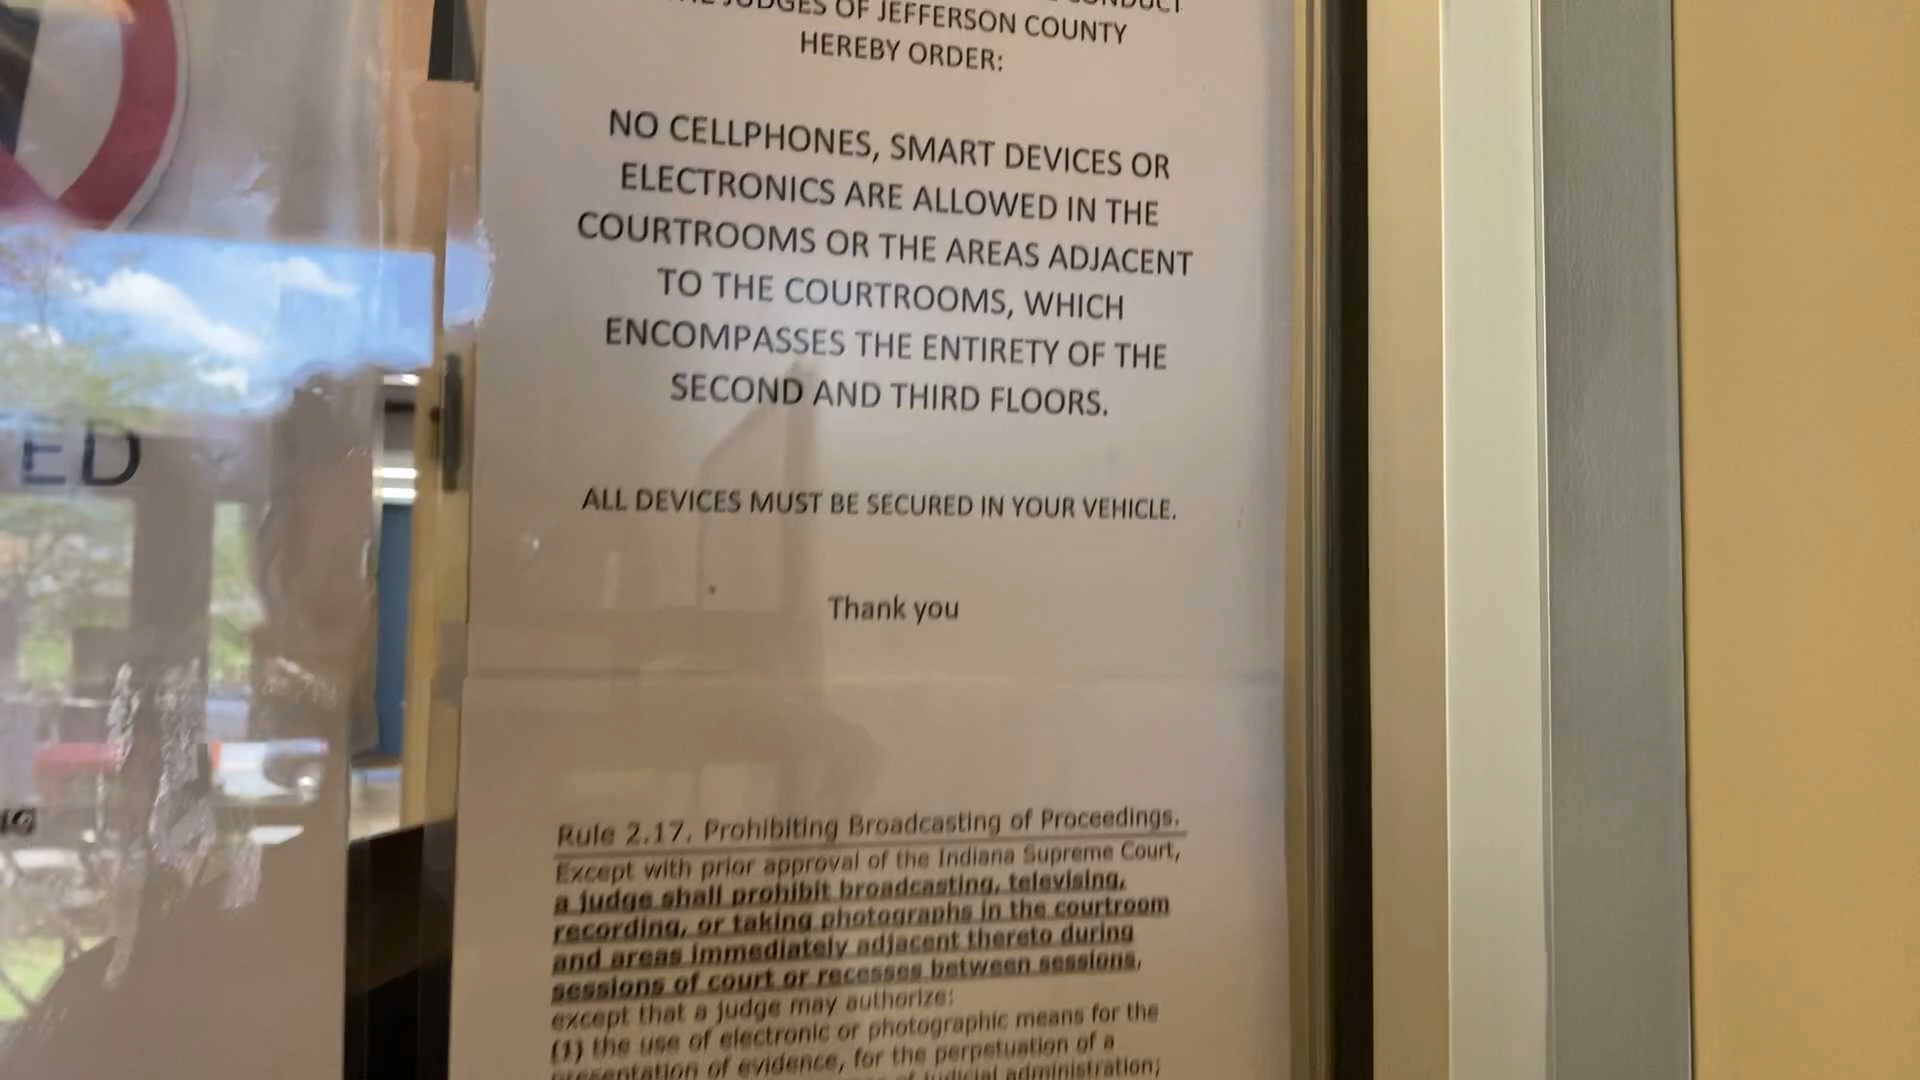 CONDUCT
THE JUDGES OF JEFFERSON COUNTY
HEREBY ORDER:
NO CELLPHONES, SMART DEVICES OR
ELECTRONICS ARE ALLOWED IN THE
COURTROOMS OR THE AREAS ADJACENT
TO THE COURTROOMS, WHICH
ENCOMPASSES THE ENTIRETY OF THE
SECOND AND THIRD FLOORS.
ALL DEVICES MUST BE SECURED IN YOUR VEHICLE.
Thank you
Rule 2.17. Prohibiting Broadcasting of Proceedings.
Except with prior approval of the Indiana Supreme Court,
a judge shall prohibit broadcasting, televising,
recording, or taking photographs in the courtroom
and areas immediately adjacent thereto during
sessions of court or recesses between sessions,
except that a judge may authorize:
(1) the use of electronic or photographic means for the
presentation of evidence, for the perpetuation of a
of judicial administration;
ED